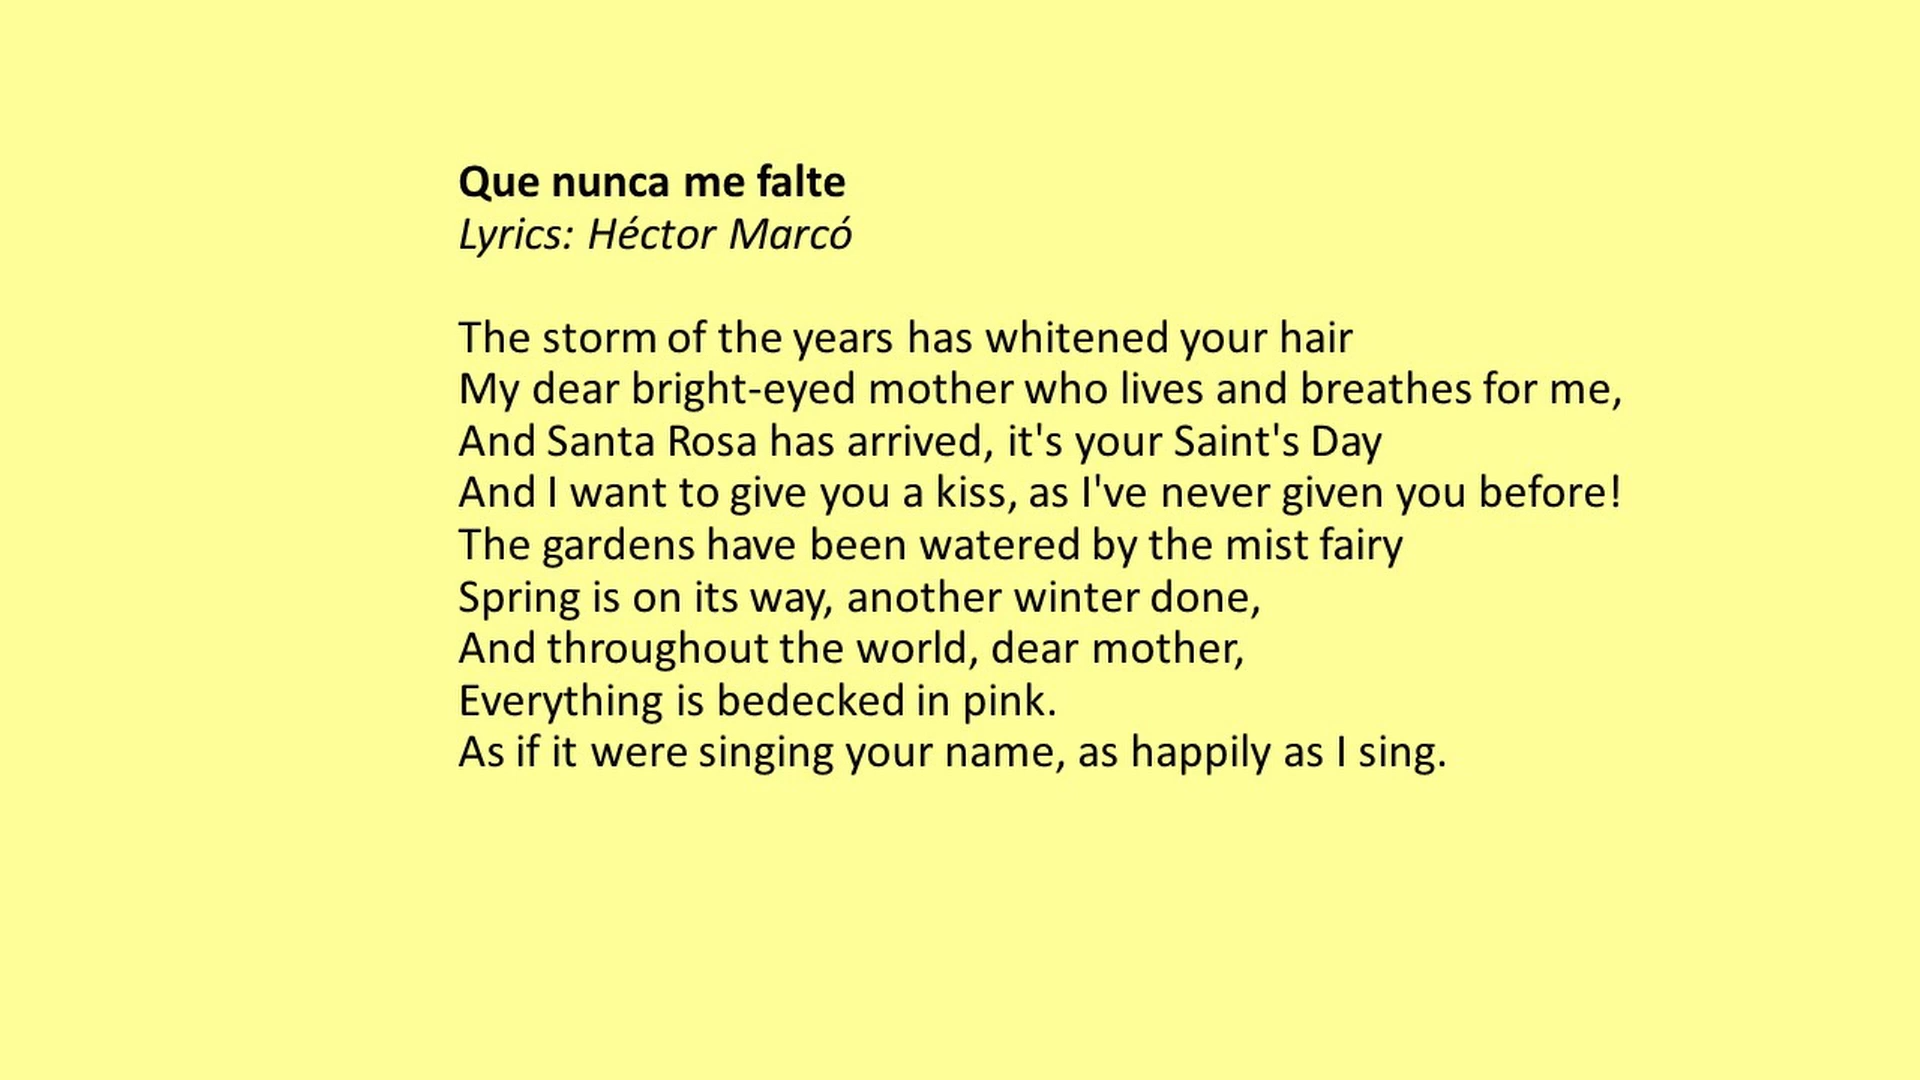 Que nunca me falte
Lyrics: Héctor Marcó
The storm of the years has whitened your hair
My dear bright-eyed mother who lives and breathes for me,
And Santa Rosa has arrived, it's your Saint's Day
And I want to give you a kiss, as I've never given you before!
The gardens have been watered by the mist fairy
Spring is on its way, another winter done,
And throughout the world, dear mother,
Everything is bedecked in pink.
As if it were singing your name, as happily as I sing.